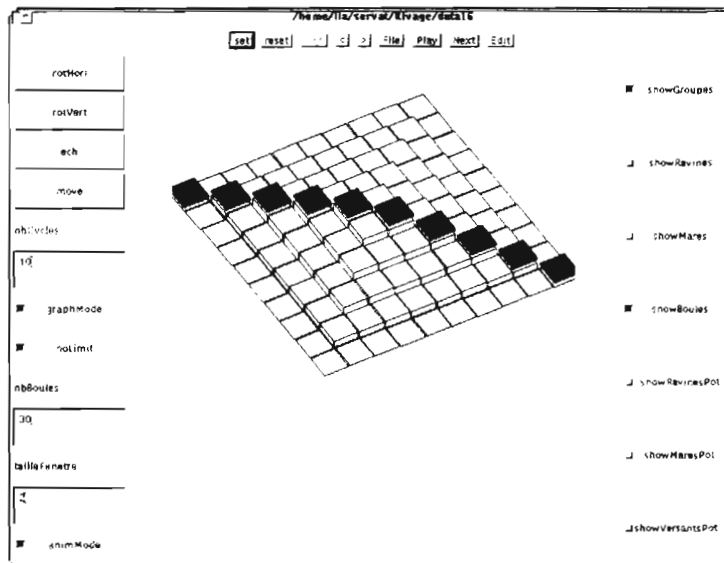 /home/lia/servat/Rivage/data16
set reset < > File Play Next Edit
rotHori
rotVert
ech
move
nbCycles
10
graphMode
noLimit
nbBoules
30
tailleFenetre
4
animMode
showGroupes
showRavines
showMares
showBoules
showRavinesPot
showMaresPot
showVersantsPot